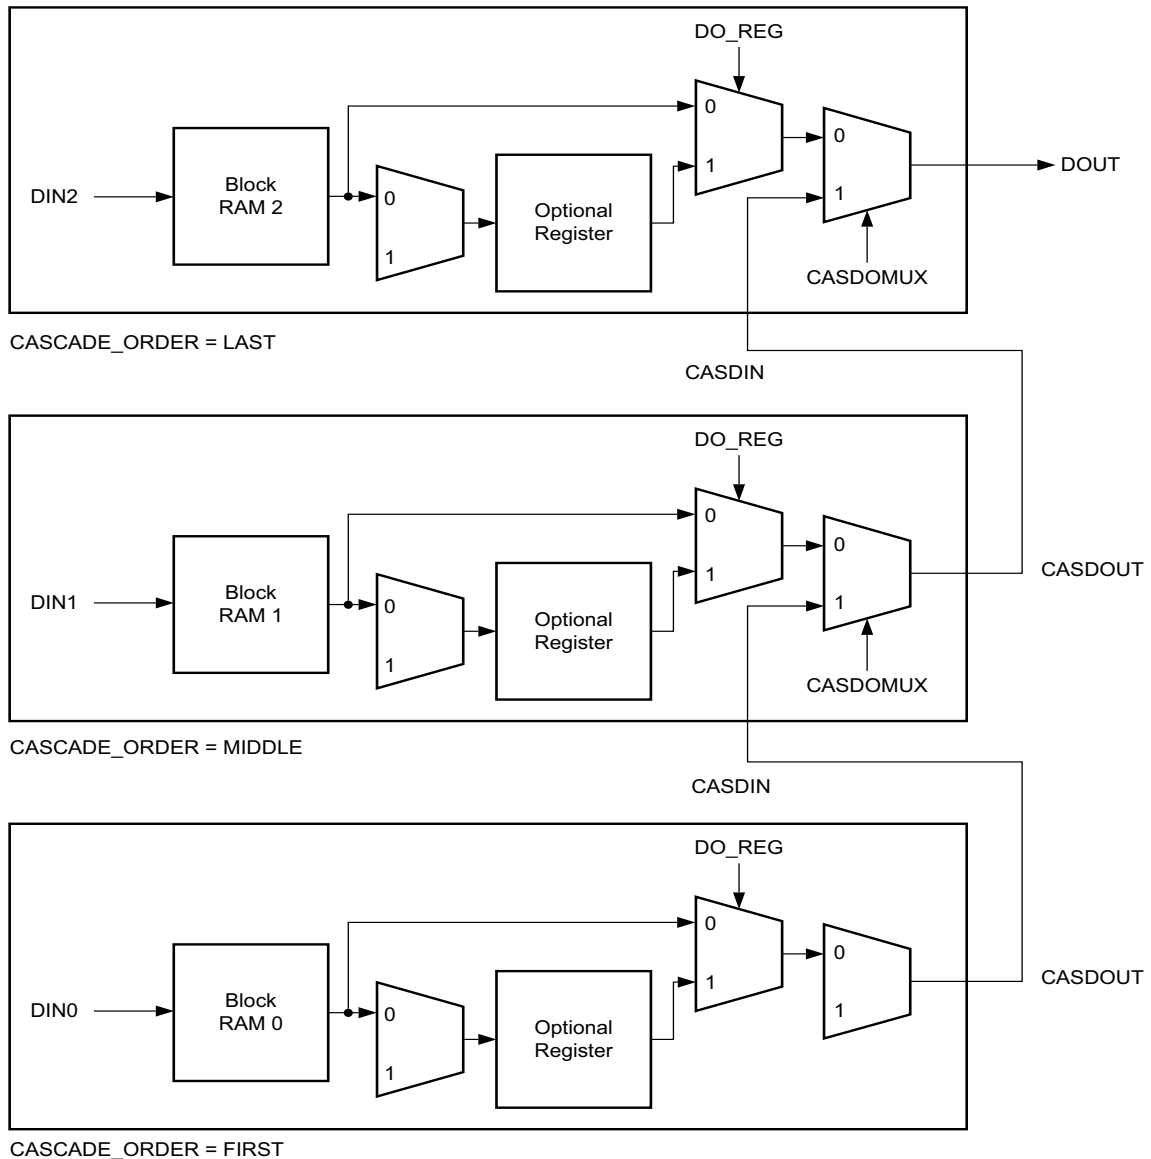 DO_REG
0
0
Block
RAM 2
DIN2
0
1
1
1
Optional
Register
DOUT
CASDOMUX
CASCADE_ORDER = LAST
CASDIN
DO_REG
0
0
Block
RAM 1
DIN1
0
1
1
1
Optional
Register
CASDOUT
CASDOMUX
CASCADE_ORDER = MIDDLE
CASDIN
DO_REG
0
0
Block
RAM 0
DIN0
0
1
1
1
Optional
Register
CASDOUT
CASCADE_ORDER = FIRST